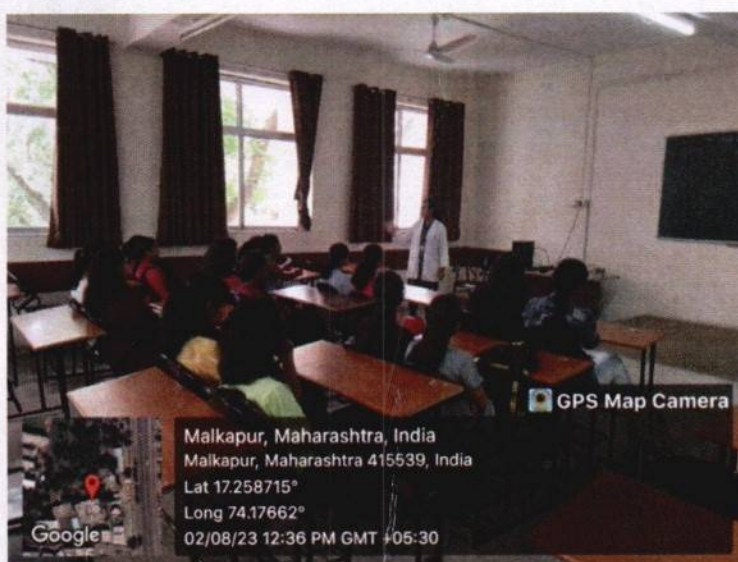 GPS Map Camera
Malkapur, Maharashtra, India
Malkapur, Maharashtra 415539, India
Lat 17.258715°
Long 74.17662°
02/08/23 12:36 PM GMT +05:30
Google